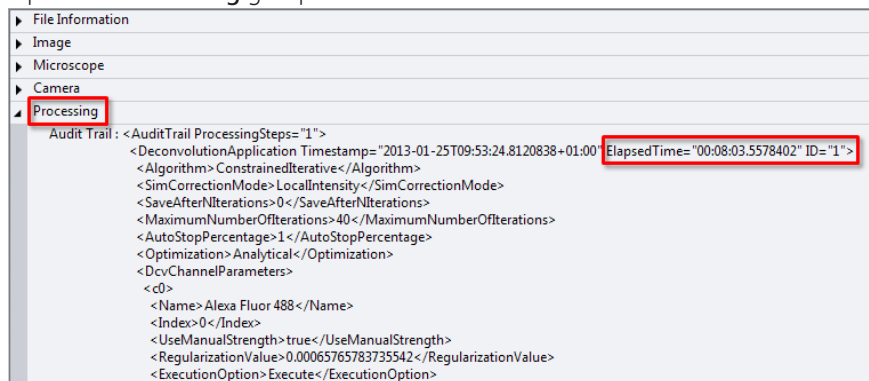 File Information
Image
Microscope
Camera
Processing
Audit Trail : <AuditTrail ProcessingSteps="1">
<DeconvolutionApplication Timestamp="2013-01-25T09:53:24.8120838+01:00" ElapsedTime="00:08:03.5578402" ID="1">
<Algorithm>ConstrainedIterative</Algorithm>
<SimCorrectionMode>LocalIntensity</SimCorrectionMode>
<SaveAfterNIterations>0</SaveAfterNIterations>
<MaximumNumberOfIterations>40</MaximumNumberOfIterations>
<AutoStopPercentage>1</AutoStopPercentage>
<Optimization>Analytical</Optimization>
<DcvChannelParameters>
<c0>
<Name>Alexa Fluor 488</Name>
<Index>0</Index>
<UseManualStrength>true</UseManualStrength>
<RegularizationValue>0.00065765783735542</RegularizationValue>
<ExecutionOption>Execute</ExecutionOption>